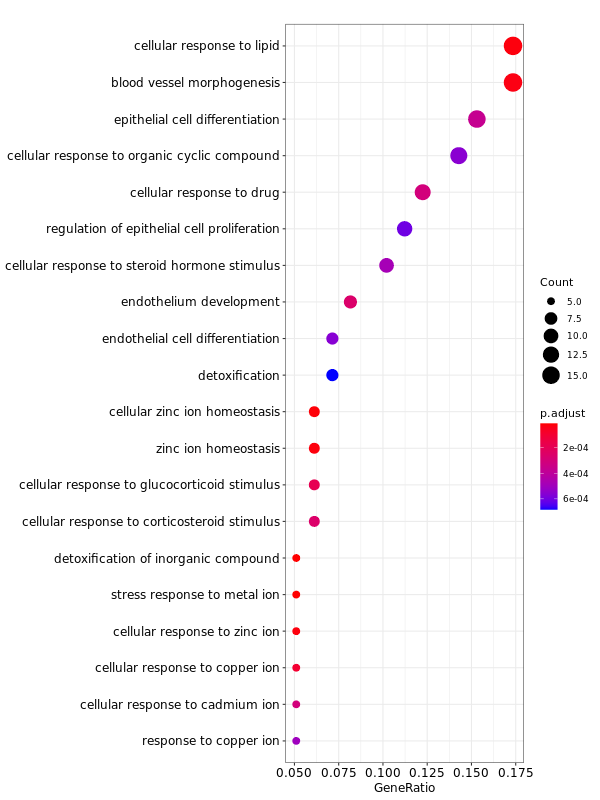 cellular response to lipid
blood vessel morphogenesis
epithelial cell differentiation
cellular response to organic cyclic compound
cellular response to drug
regulation of epithelial cell proliferation
cellular response to steroid hormone stimulus
endothelium development
endothelial cell differentiation
detoxification
cellular zinc ion homeostasis
zinc ion homeostasis
cellular response to glucocorticoid stimulus
cellular response to corticosteroid stimulus
detoxification of inorganic compound
stress response to metal ion
cellular response to zinc ion
cellular response to copper ion
cellular response to cadmium ion
response to copper ion
0.050 0.075 0.100 0.125 0.150 0.175
GeneRatio
Count
5.0
7.5
10.0
12.5
15.0
p.adjust
2e-04
4e-04
6e-04